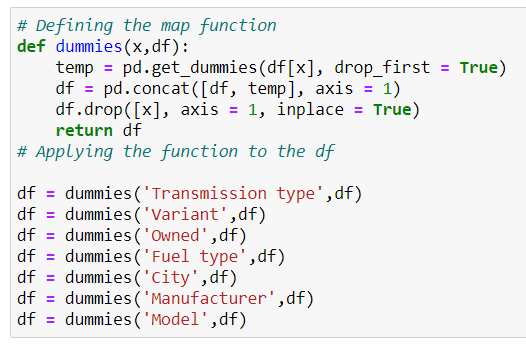 # Defining the map function
def dummies(x,df):
    temp = pd.get_dummies(df[x], drop_first = True)
    df = pd.concat([df, temp], axis = 1)
    df.drop([x], axis = 1, inplace = True)
    return df
# Applying the function to the df

df = dummies('Transmission type',df)
df = dummies('Variant',df)
df = dummies('Owned',df)
df = dummies('Fuel type',df)
df = dummies('City',df)
df = dummies('Manufacturer',df)
df = dummies('Model',df)